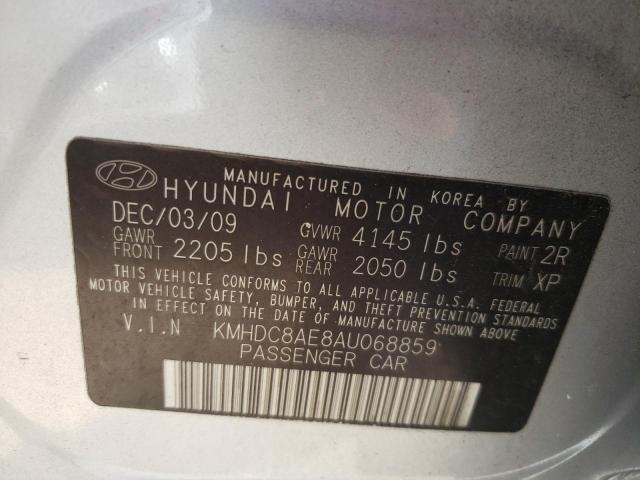 MANUFACTURED IN KOREA BY
HYUNDAI MOTOR COMPANY
DEC/03/09 GVWR 4145 lbs PAINT 2R
GAWR FRONT 2205 lbs GAWR REAR 2050 lbs TRIM XP
THIS VEHICLE CONFORMS TO ALL APPLICABLE U.S.A. FEDERAL
MOTOR VEHICLE SAFETY, BUMPER, AND THEFT PREVENTION STANDARDS
IN EFFECT ON THE DATE OF MANUFACTURE SHOWN ABOVE
V.I.N KMHDC8AE8AU068859
PASSENGER CAR